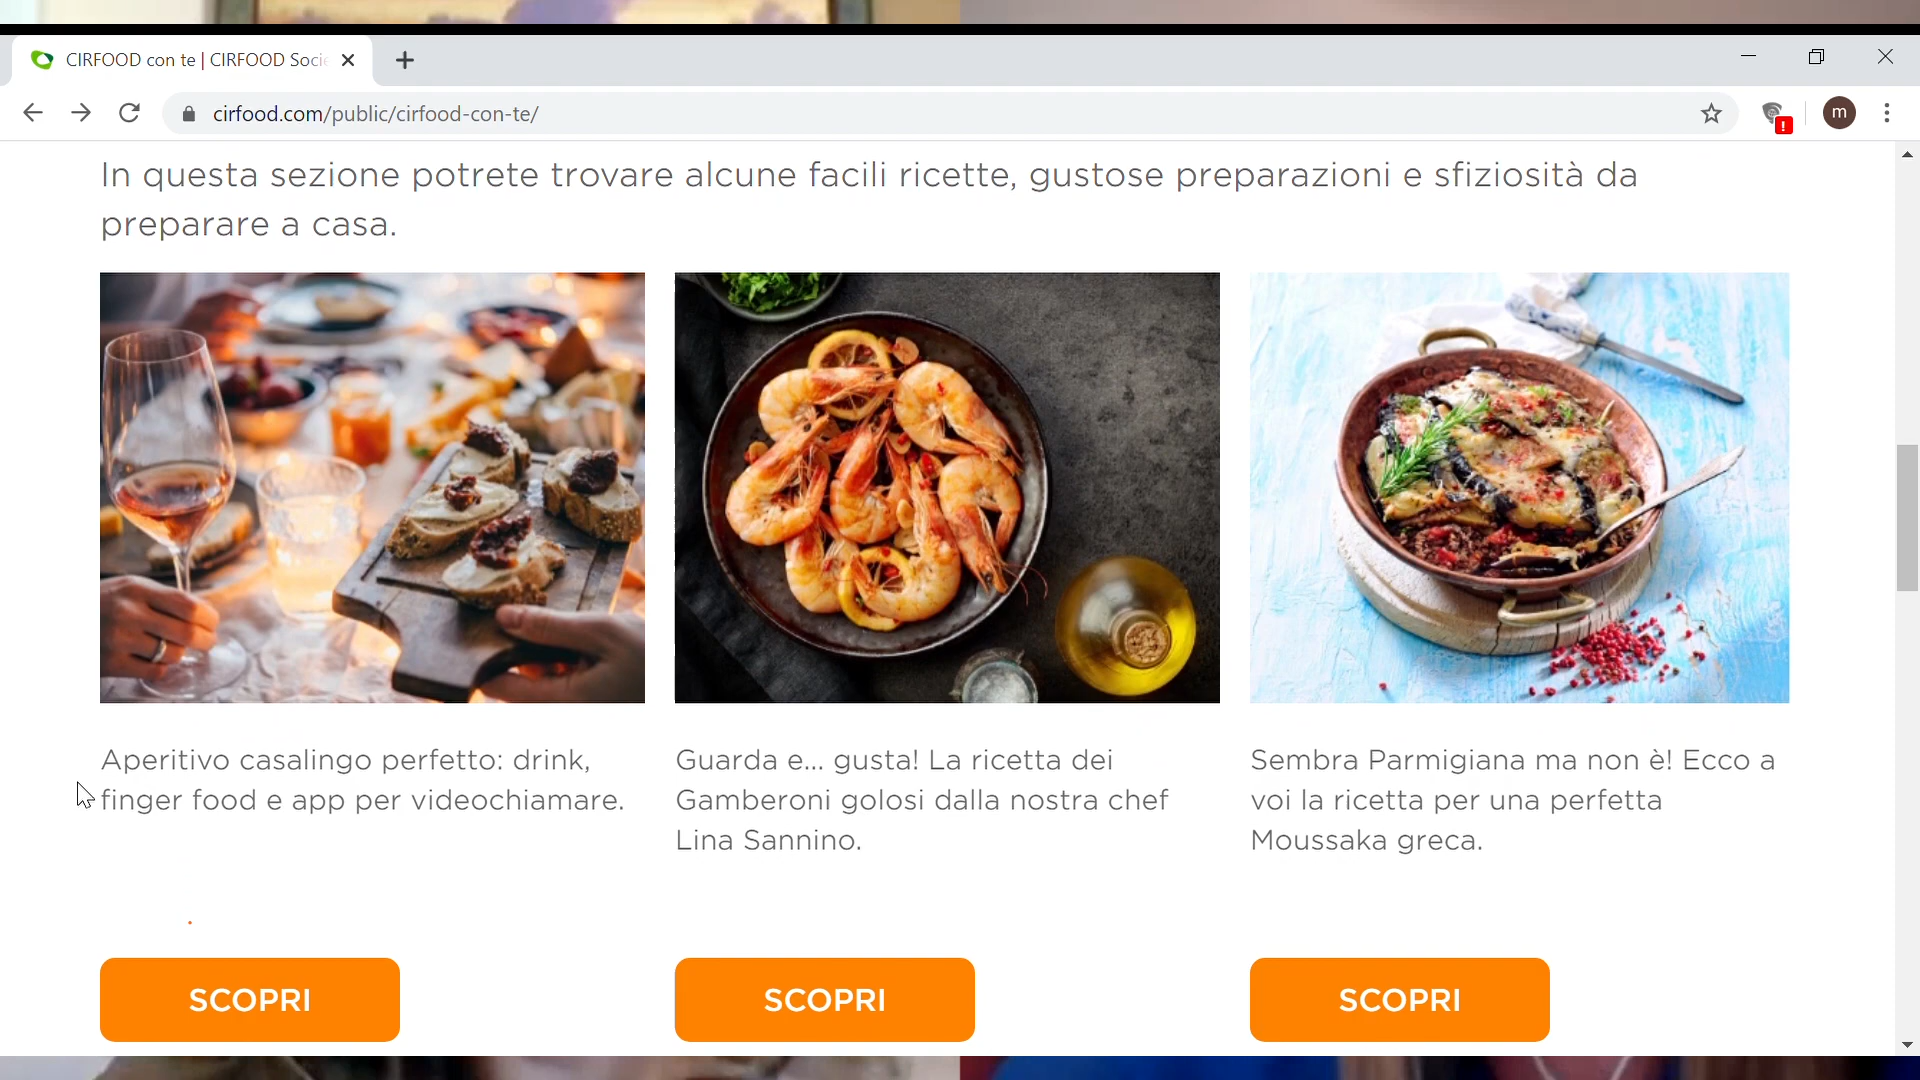 CIRFOOD con te | CIRFOOD Soci
cirfood.com/public/cirfood-con-te/
m
!
In questa sezione potrete trovare alcune facili ricette, gustose preparazioni e sfiziosità da
preparare a casa.
Aperitivo casalingo perfetto: drink,
finger food e app per videochiamare.
Guarda e... gusta! La ricetta dei
Gamberoni golosi dalla nostra chef
Lina Sannino.
Sembra Parmigiana ma non è! Ecco a
voi la ricetta per una perfetta
Moussaka greca.
SCOPRI
SCOPRI
SCOPRI